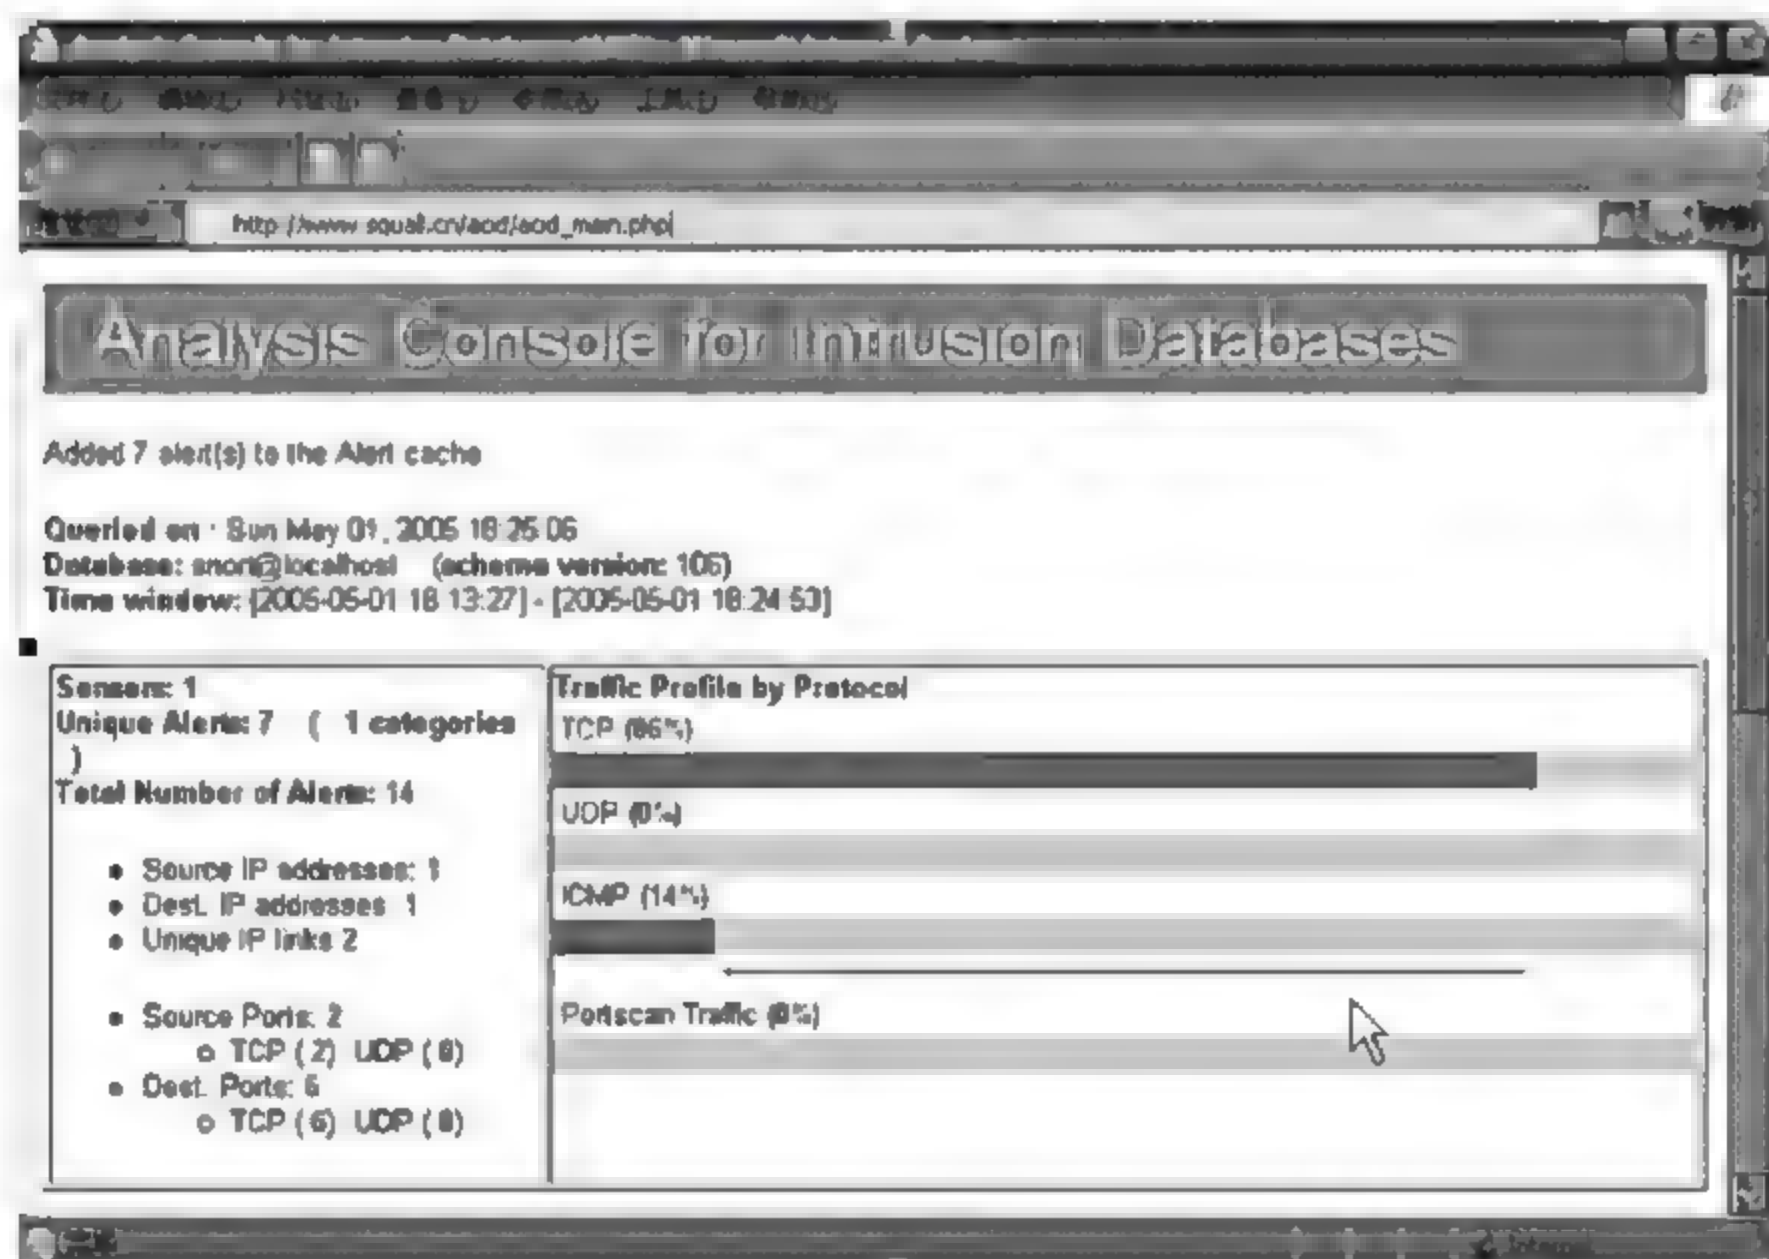 http://www.squall.cn/acid/acid_main.php
Analysis Console for Intrusion Databases
Added 7 alert(s) to the Alert cache
Queried on : Sun May 01, 2005 18:25:06
Database: snort@localhost (schema version: 106)
Time window: [2005-05-01 18:13:27] - [2005-05-01 18:24:53]
Sensors: 1
Unique Alerts: 7 ( 1 categories
)
Total Number of Alerts: 14
Source IP addresses: 1
Dest. IP addresses 1
Unique IP links 2
Source Ports: 2
TCP ( 2) UDP ( 0)
Dest. Ports: 6
TCP ( 6) UDP ( 0)
Traffic Profile by Protocol
TCP (86%)
UDP (0%)
ICMP (14%)
Portscan Traffic (0%)
Internet